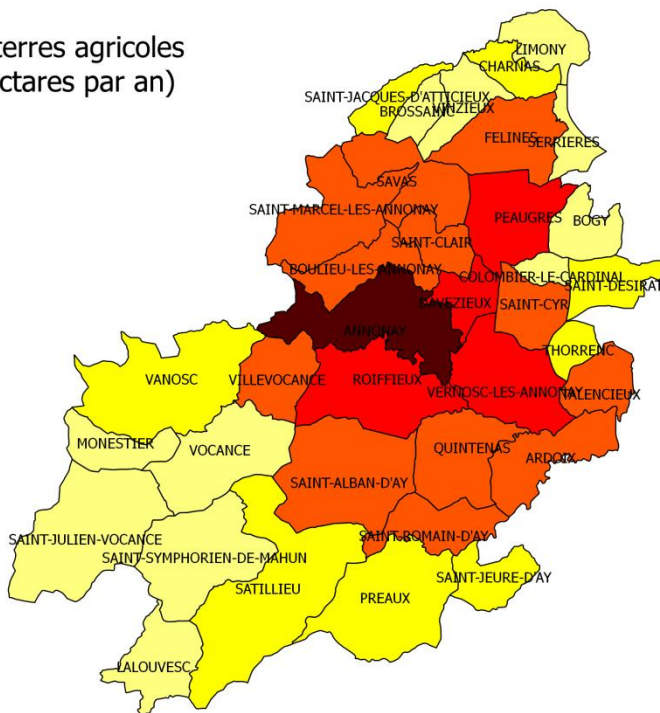 terres agricoles
ctares par an)
LIMONY
CHARNAS
SAINT-JACQUES-D'ATTICIEUX
BROSSAINC
VINZIEUX
FELINES
SERRIERES
SAVAS
SAINT-MARCEL-LES-ANNONAY
PEAUGRES
BOGY
SAINT-CLAIR
BOULIEU-LES-ANNONAY
COLOMBIER-LE-CARDINAL
SAINT-DESIRAT
DAVEZIEUX
SAINT-CYR
ANNONAY
THORRENC
VANOSC
VILLEVOCANCE
ROIFFIEUX
VERNOSC-LES-ANNONAY
TALENCIEUX
MONESTIER
VOCANCE
QUINTENAS
ARDOIX
SAINT-ALBAN-D'AY
SAINT-JULIEN-VOCANCE
SAINT-ROMAIN-D'AY
SAINT-SYMPHORIEN-DE-MAHUN
SATILLIEU
PREAUX
SAINT-JEURE-D'AY
LALOUVESC